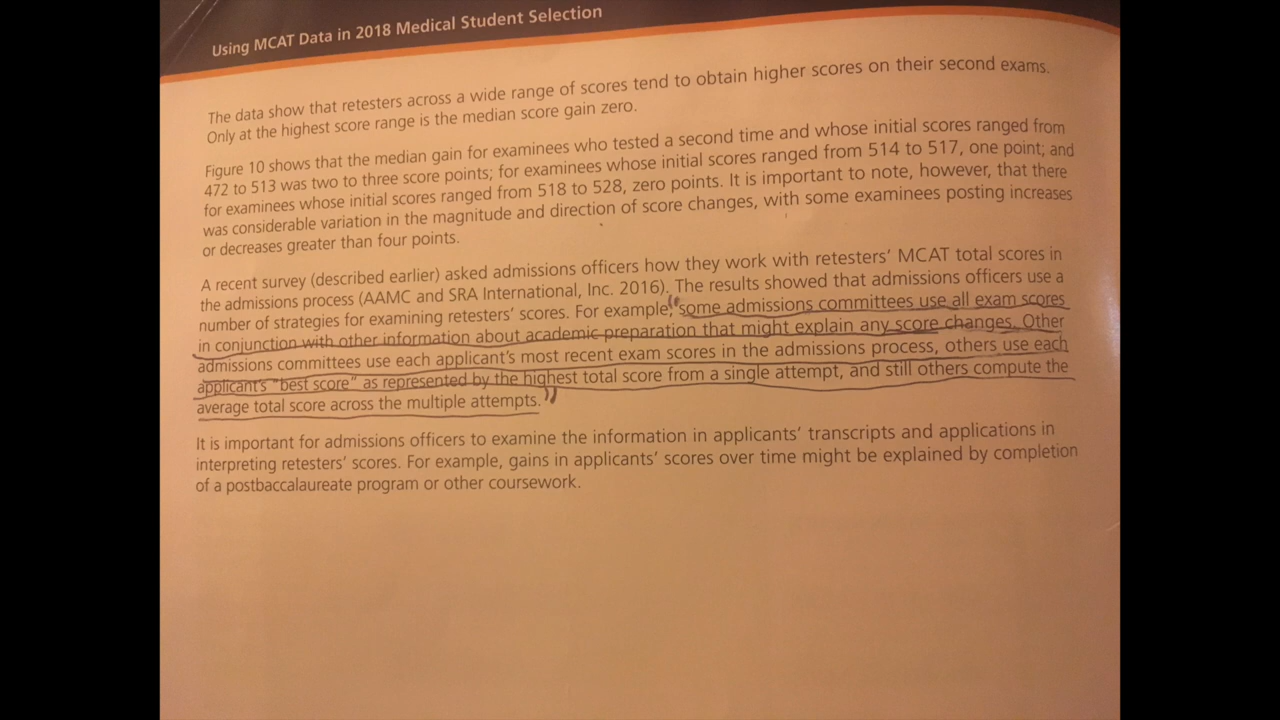 Using MCAT Data in 2018 Medical Student Selection
The data show that retesters across a wide range of scores tend to obtain higher scores on their second exams.
Only at the highest score range is the median score gain zero.
Figure 10 shows that the median gain for examinees who tested a second time and whose initial scores ranged from
472 to 513 was two to three score points; for examinees whose initial scores ranged from 514 to 517, one point; and
for examinees whose initial scores ranged from 518 to 528, zero points. It is important to note, however, that there
was considerable variation in the magnitude and direction of score changes, with some examinees posting increases
or decreases greater than four points.
A recent survey (described earlier) asked admissions officers how they work with retesters’ MCAT total scores in
the admissions process (AAMC and SRA International, Inc. 2016). The results showed that admissions officers use a
number of strategies for examining retesters’ scores. For example, "some admissions committees use all exam scores
in conjunction with other information about academic preparation that might explain any score changes. Other
admissions committees use each applicant’s most recent exam scores in the admissions process, others use each
applicant’s “best score” as represented by the highest total score from a single attempt, and still others compute the
average total score across the multiple attempts."
It is important for admissions officers to examine the information in applicants’ transcripts and applications in
interpreting retesters’ scores. For example, gains in applicants’ scores over time might be explained by completion
of a postbaccalaureate program or other coursework.